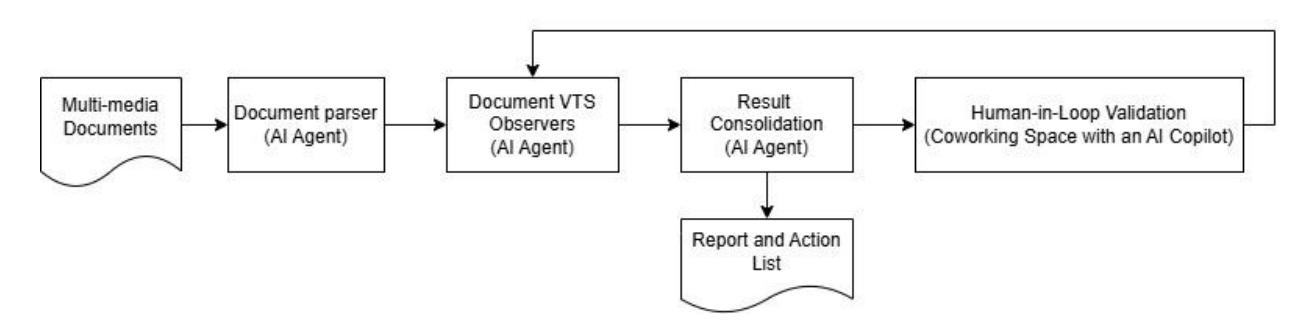 Multi-media
Documents
Document parser
(AI Agent)
Document VTS
Observers
(AI Agent)
Result
Consolidation
(AI Agent)
Human-in-Loop Validation
(Coworking Space with an AI Copilot)
Report and Action
List